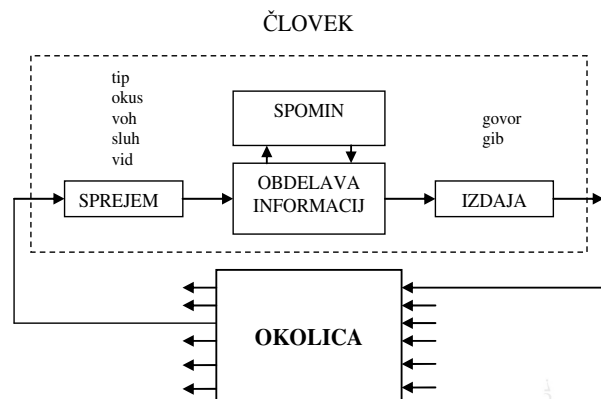 ČLOVEK
tip
okus
voh
sluh
vid
SPOMIN
govor
gib
SPREJEM
OBDELAVA
INFORMACIJ
IZDAJA
OKOLICA